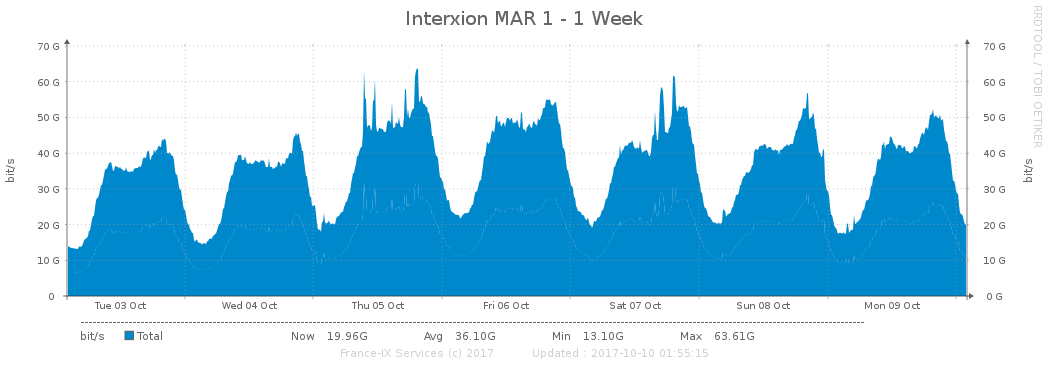 Interxion MAR 1 - 1 Week
RRDTOOL / TOBI OETIKER
bit/s
70 G 70 G
60 G 60 G
50 G 50 G
40 G 40 G
30 G 30 G
20 G 20 G
10 G 10 G
0 0 G
bit/s
Tue 03 Oct Wed 04 Oct Thu 05 Oct Fri 06 Oct Sat 07 Oct Sun 08 Oct Mon 09 Oct
bit/s Total Now 19.96G Avg 36.10G Min 13.10G Max 63.61G
France-IX Services (c) 2017 Updated : 2017-10-10 01:55:15